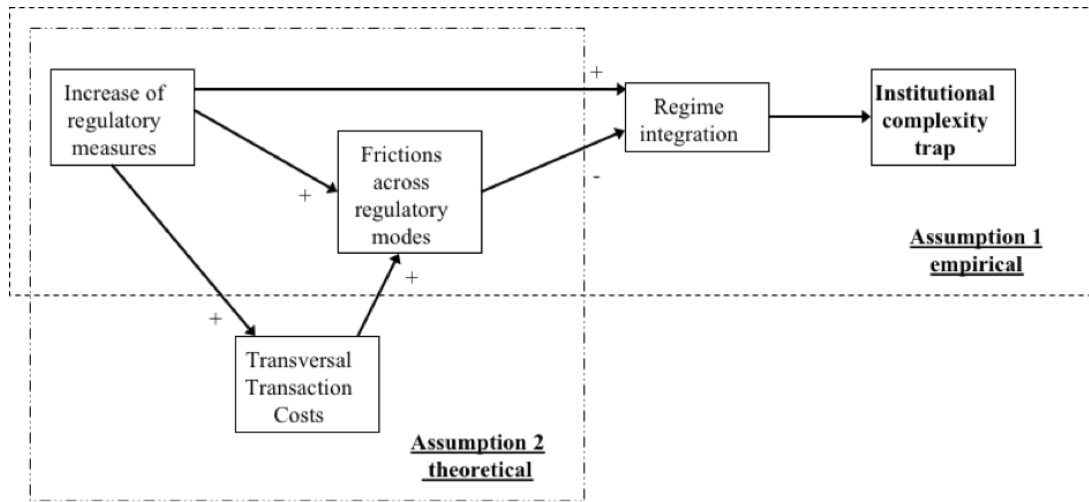 Increase of
regulatory
measures
+
Regime
integration
Institutional
complexity
trap
Frictions
across
regulatory
modes
+
-
Assumption 1
empirical
+
+
Transversal
Transaction
Costs
Assumption 2
theoretical